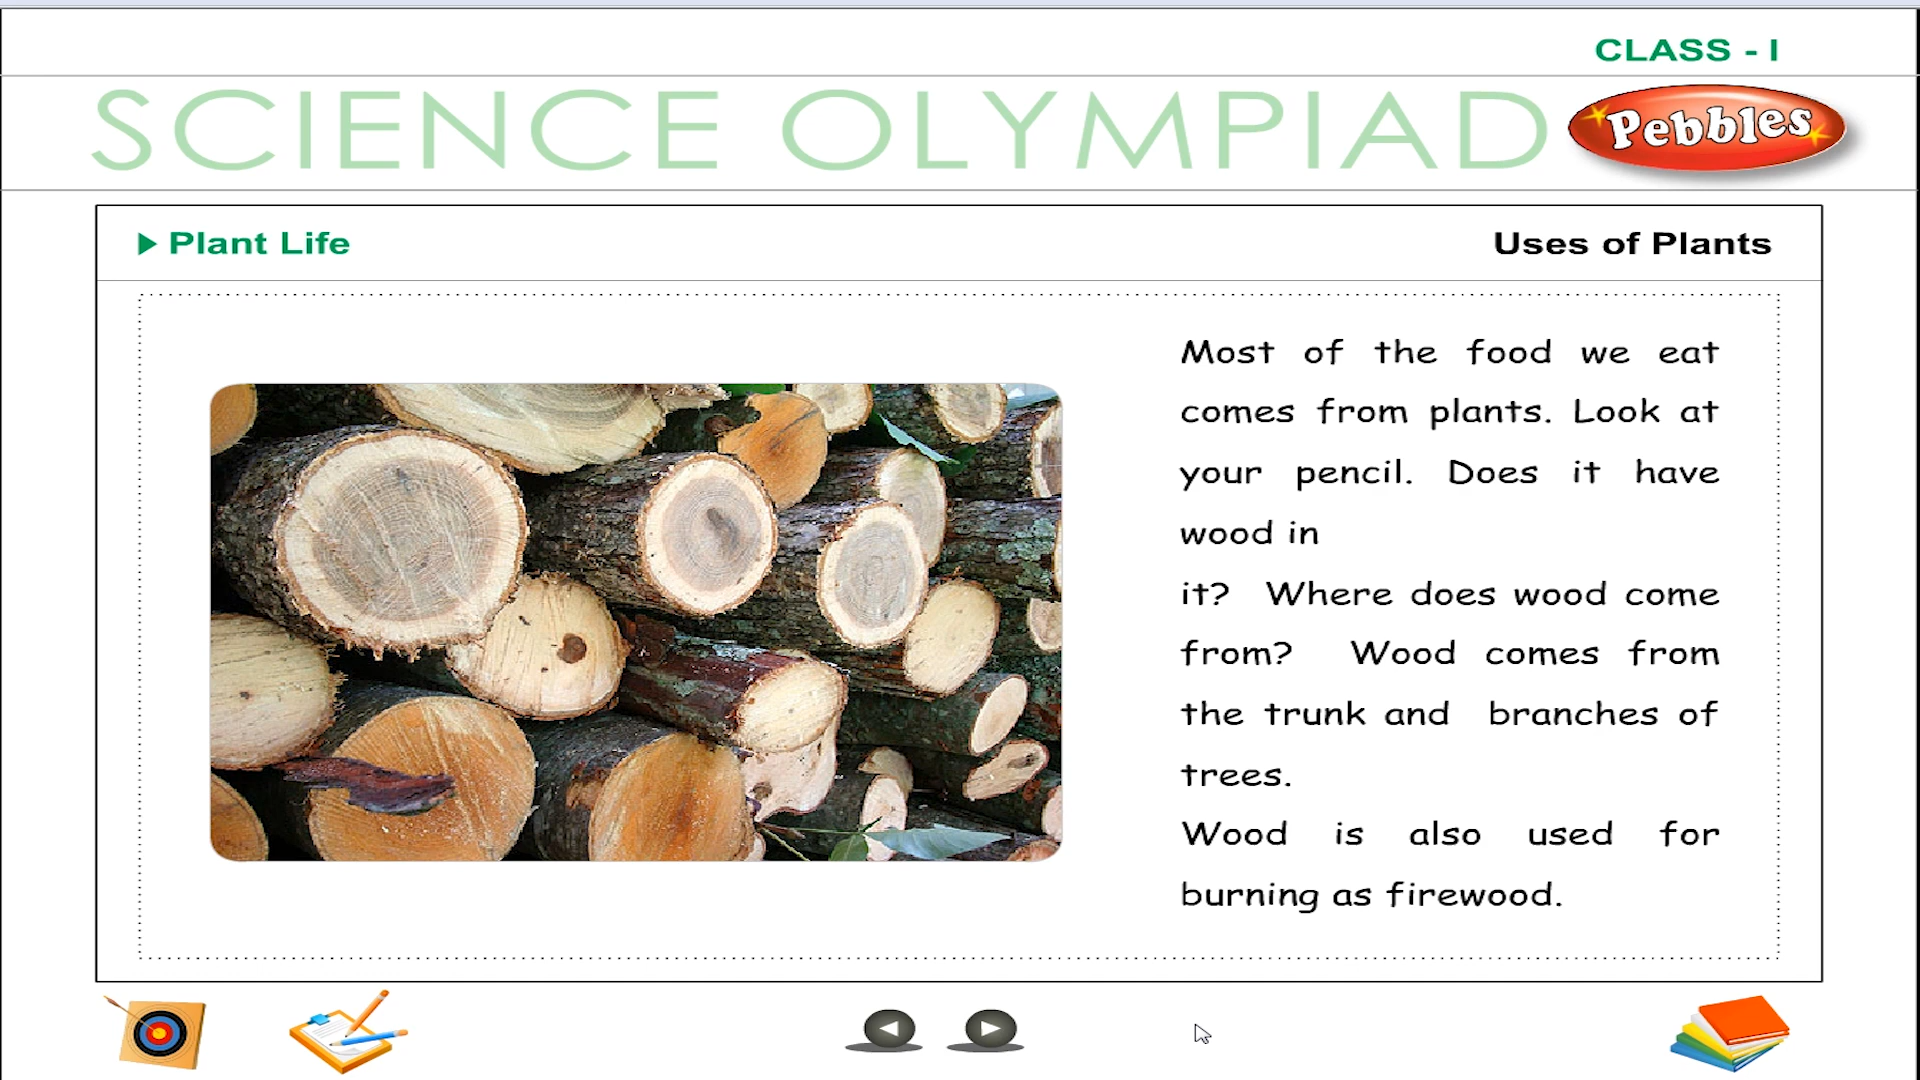 CLASS - I
SCIENCE OLYMPIAD
Pebbles
Plant Life
Uses of Plants
Most of the food we eat
comes from plants. Look at
your pencil. Does it have
wood in
it? Where does wood come
from? Wood comes from
the trunk and branches of
trees.
Wood is also used for
burning as firewood.